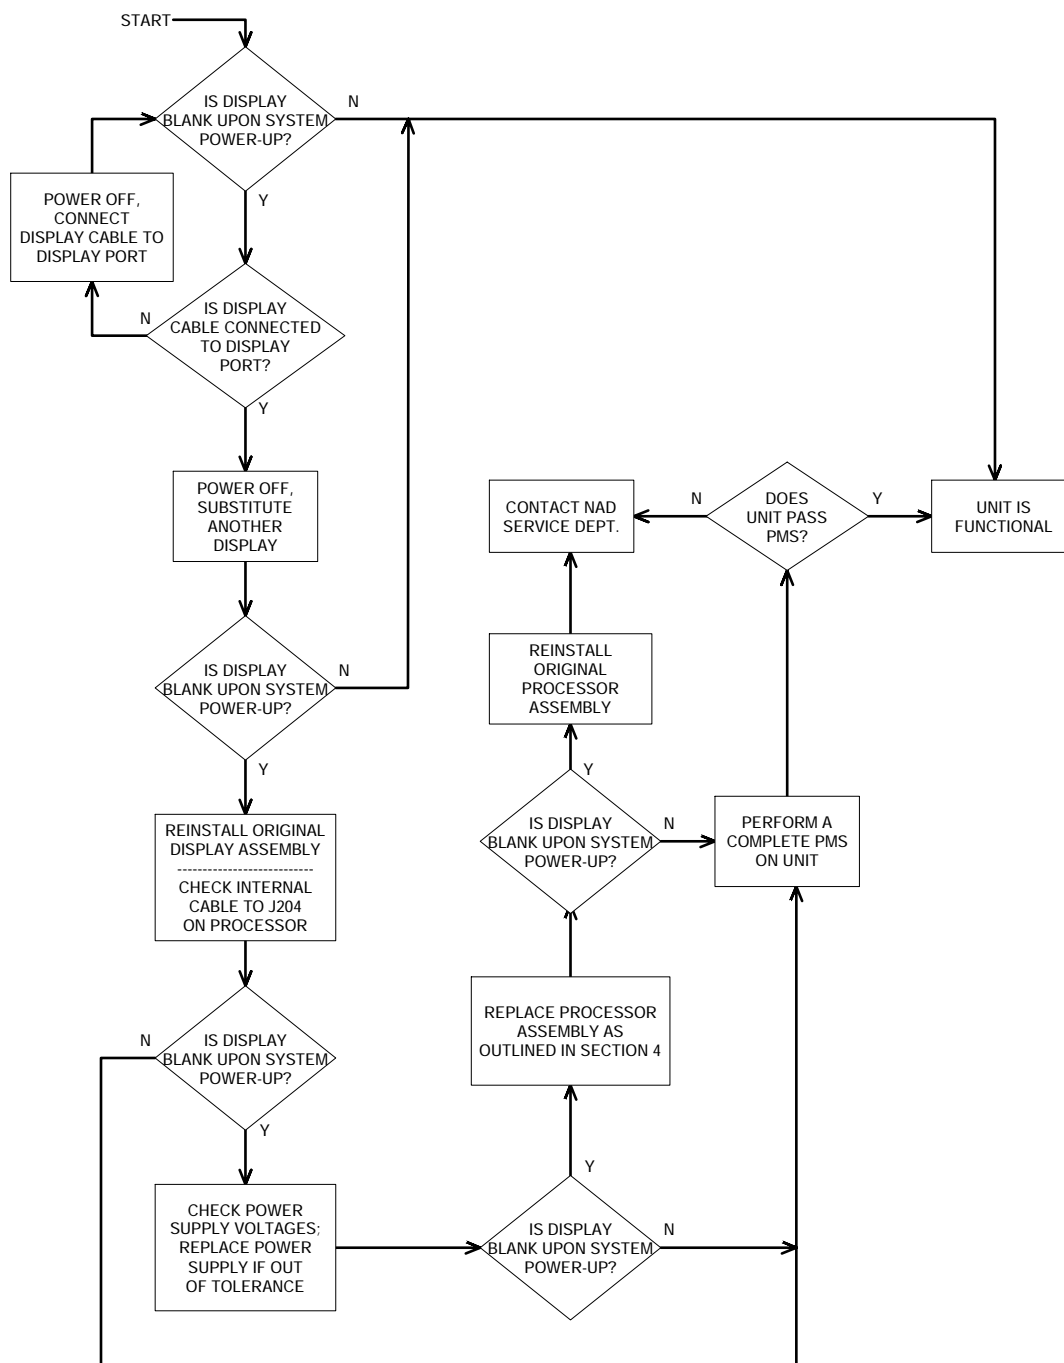 START
IS DISPLAY
BLANK UPON SYSTEM
POWER-UP?
N
Y
POWER OFF,
CONNECT
DISPLAY CABLE TO
DISPLAY PORT
N
IS DISPLAY
CABLE CONNECTED
TO DISPLAY
PORT?
Y
POWER OFF,
SUBSTITUTE
ANOTHER
DISPLAY
IS DISPLAY
BLANK UPON SYSTEM
POWER-UP?
N
Y
REINSTALL ORIGINAL
DISPLAY ASSEMBLY
---------------------------
CHECK INTERNAL
CABLE TO J204
ON PROCESSOR
N
IS DISPLAY
BLANK UPON SYSTEM
POWER-UP?
Y
CHECK POWER
SUPPLY VOLTAGES;
REPLACE POWER
SUPPLY IF OUT
OF TOLERANCE
IS DISPLAY
BLANK UPON SYSTEM
POWER-UP?
N
Y
REPLACE PROCESSOR
ASSEMBLY AS
OUTLINED IN SECTION 4
IS DISPLAY
BLANK UPON SYSTEM
POWER-UP?
N
Y
REINSTALL
ORIGINAL
PROCESSOR
ASSEMBLY
CONTACT NAD
SERVICE DEPT.
PERFORM A
COMPLETE PMS
ON UNIT
N
DOES
UNIT PASS
PMS?
Y
UNIT IS
FUNCTIONAL